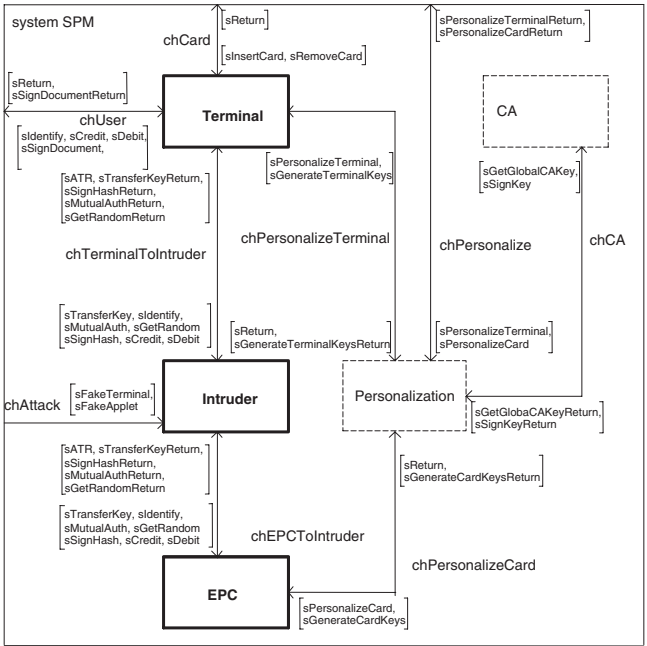 system SPM
[sReturn]
chCard
[sInsertCard, sRemoveCard]
[sPersonalizeTerminalReturn,
sPersonalizeCardReturn]
[sReturn,
sSignDocumentReturn]
chUser
[sIdentify, sCredit, sDebit,
sSignDocument,]
Terminal
CA
[sATR, sTransferKeyReturn,
sSignHashReturn,
sMutualAuthReturn,
sGetRandomReturn]
[sPersonalizeTerminal,
sGenerateTerminalKeys]
[sGetGlobalCAKey,
sSignKey]
chTerminalToIntruder
chPersonalizeTerminal
chPersonalize
chCA
[sTransferKey, sIdentify,
sMutualAuth, sGetRandom
sSignHash, sCredit, sDebit]
[sReturn,
sGenerateTerminalKeysReturn]
[sPersonalizeTerminal,
sPersonalizeCard]
chAttack
[sFakeTerminal,
sFakeApplet]
Intruder
Personalization
[sGetGlobaCAKeyReturn,
sSignKeyReturn]
[sATR, sTransferKeyReturn,
sSignHashReturn,
sMutualAuthReturn,
sGetRandomReturn]
[sReturn,
sGenerateCardKeysReturn]
[sTransferKey, sIdentify,
sMutualAuth, sGetRandom
sSignHash, sCredit, sDebit]
chEPCToIntruder
chPersonalizeCard
EPC
[sPersonalizeCard,
sGenerateCardKeys]